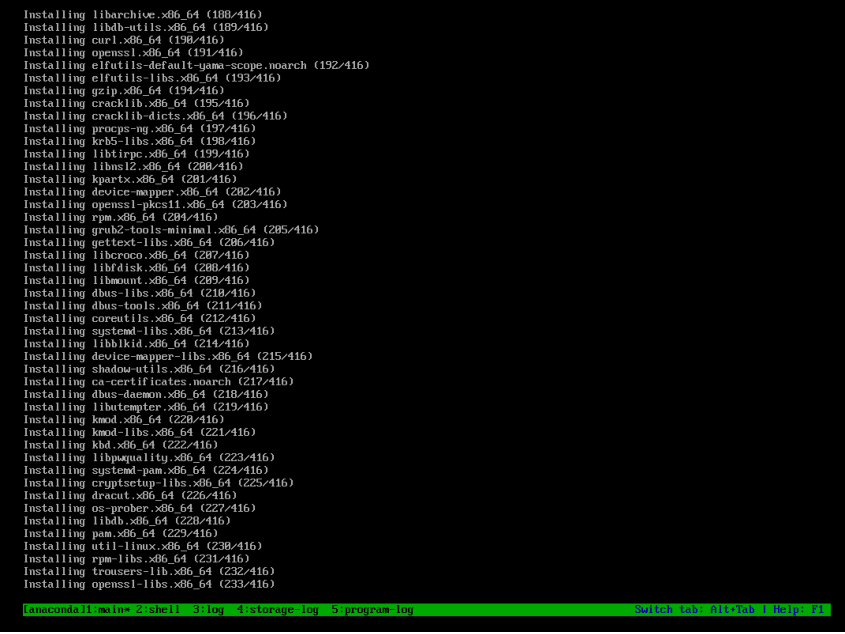 Installing libarchive.x86_64 (188/416)
Installing libdb-utils.x86_64 (189/416)
Installing curl.x86_64 (190/416)
Installing openssl.x86_64 (191/416)
Installing elfutils-default-yama-scope.noarch (192/416)
Installing elfutils-libs.x86_64 (193/416)
Installing gzip.x86_64 (194/416)
Installing cracklib.x86_64 (195/416)
Installing cracklib-dicts.x86_64 (196/416)
Installing procps-ng.x86_64 (197/416)
Installing krb5-libs.x86_64 (198/416)
Installing libtirpc.x86_64 (199/416)
Installing libnsl2.x86_64 (200/416)
Installing kpartx.x86_64 (201/416)
Installing device-mapper.x86_64 (202/416)
Installing openssl-pkcs11.x86_64 (203/416)
Installing rpm.x86_64 (204/416)
Installing grub2-tools-minimal.x86_64 (205/416)
Installing gettext-libs.x86_64 (206/416)
Installing libcroco.x86_64 (207/416)
Installing libfdisk.x86_64 (208/416)
Installing libmount.x86_64 (209/416)
Installing dbus-libs.x86_64 (210/416)
Installing dbus-tools.x86_64 (211/416)
Installing coreutils.x86_64 (212/416)
Installing systemd-libs.x86_64 (213/416)
Installing libblkid.x86_64 (214/416)
Installing device-mapper-libs.x86_64 (215/416)
Installing shadow-utils.x86_64 (216/416)
Installing ca-certificates.noarch (217/416)
Installing dbus-daemon.x86_64 (218/416)
Installing libutempter.x86_64 (219/416)
Installing kmod.x86_64 (220/416)
Installing kmod-libs.x86_64 (221/416)
Installing kbd.x86_64 (222/416)
Installing libpwquality.x86_64 (223/416)
Installing systemd-pam.x86_64 (224/416)
Installing cryptsetup-libs.x86_64 (225/416)
Installing dracut.x86_64 (226/416)
Installing os-prober.x86_64 (227/416)
Installing libdb.x86_64 (228/416)
Installing pam.x86_64 (229/416)
Installing util-linux.x86_64 (230/416)
Installing rpm-libs.x86_64 (231/416)
Installing trousers-lib.x86_64 (232/416)
Installing openssl-libs.x86_64 (233/416)
[anaconda]1:main* 2:shell  3:log  4:storage-log  5:program-log Switch tab: Alt+Tab | Help: F1